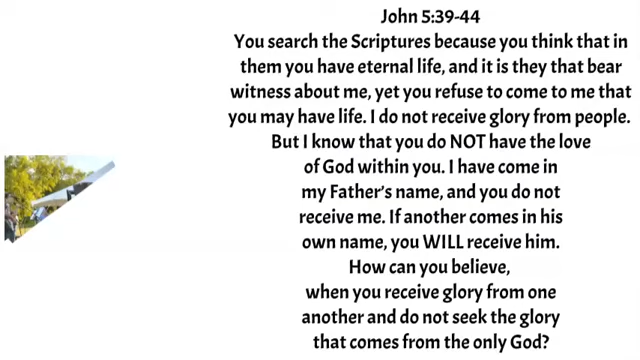 John 5:39-44
You search the Scriptures because you think that in
them you have eternal life, and it is they that bear
witness about me, yet you refuse to come to me that
you may have life. I do not receive glory from people.
But I know that you do NOT have the love
of God within you. I have come in
my Father's name, and you do not
receive me. If another comes in his
own name, you WILL receive him.
How can you believe,
when you receive glory from one
another and do not seek the glory
that comes from the only God?